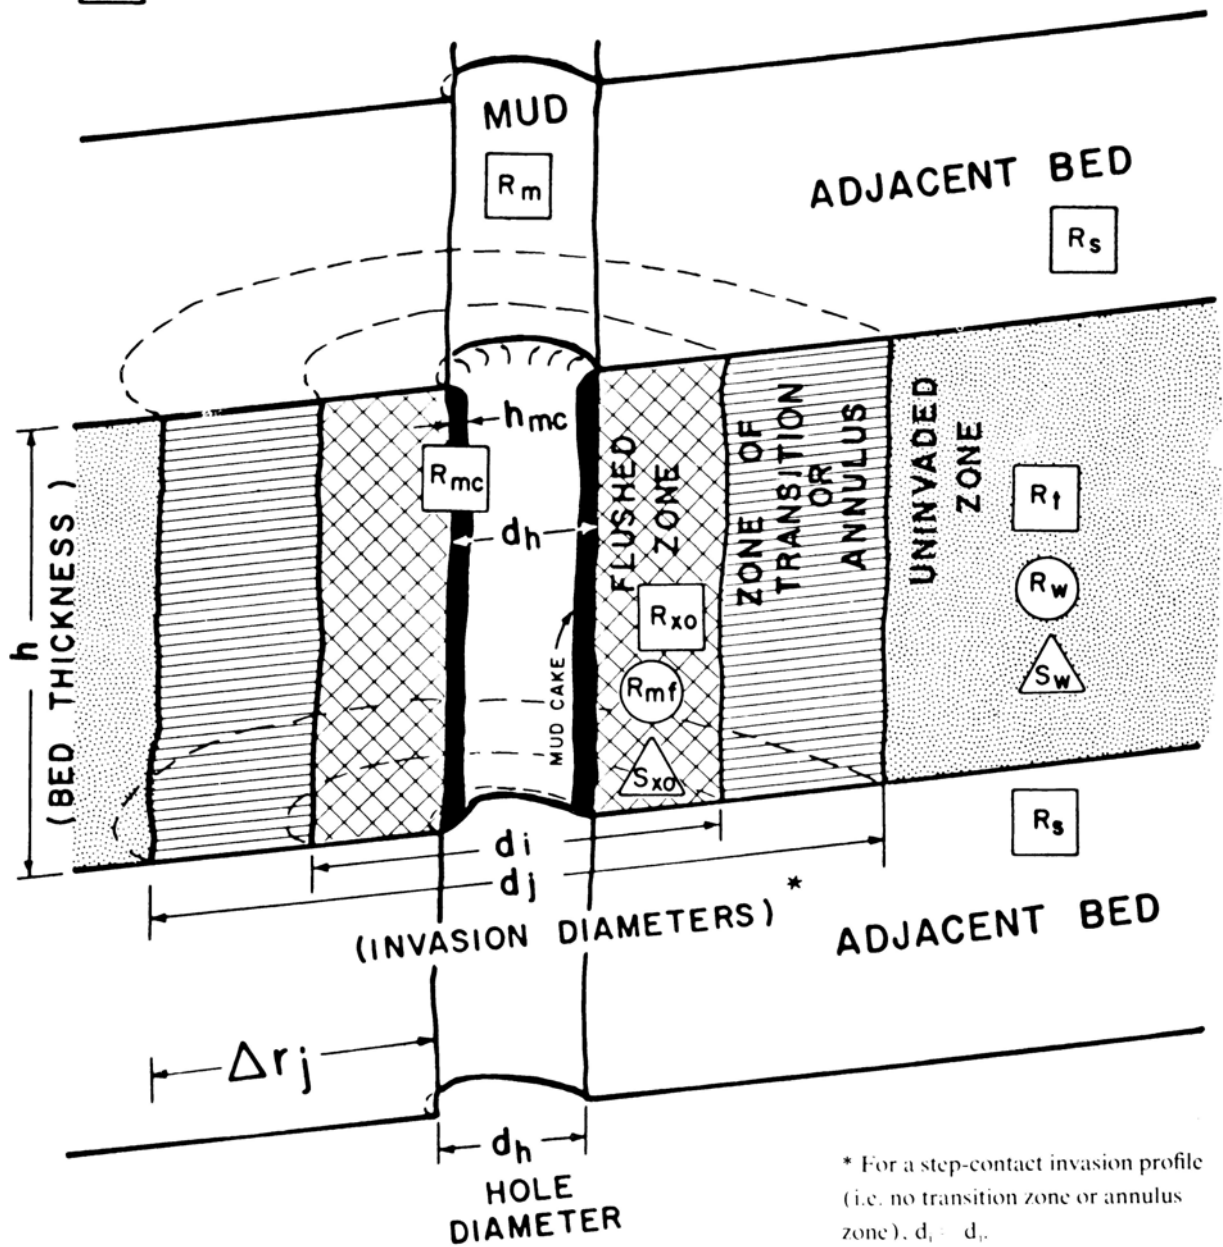 MUD
Rm
ADJACENT BED
Rs
hmc
Rmc
dh
FLUSHED
ZONE
ZONE OF
TRANSITION
OR
ANNULUS
UNINVADED
ZONE
Rt
Rw
Sw
Rxo
Rmf
Sxo
MUD CAKE
h
(BED THICKNESS)
Rs
di
dj
(INVASION DIAMETERS)*
ADJACENT BED
Δrj
dh
HOLE
DIAMETER
* For a step-contact invasion profile
(i.e. no transition zone or annulus
zone), di = dj.